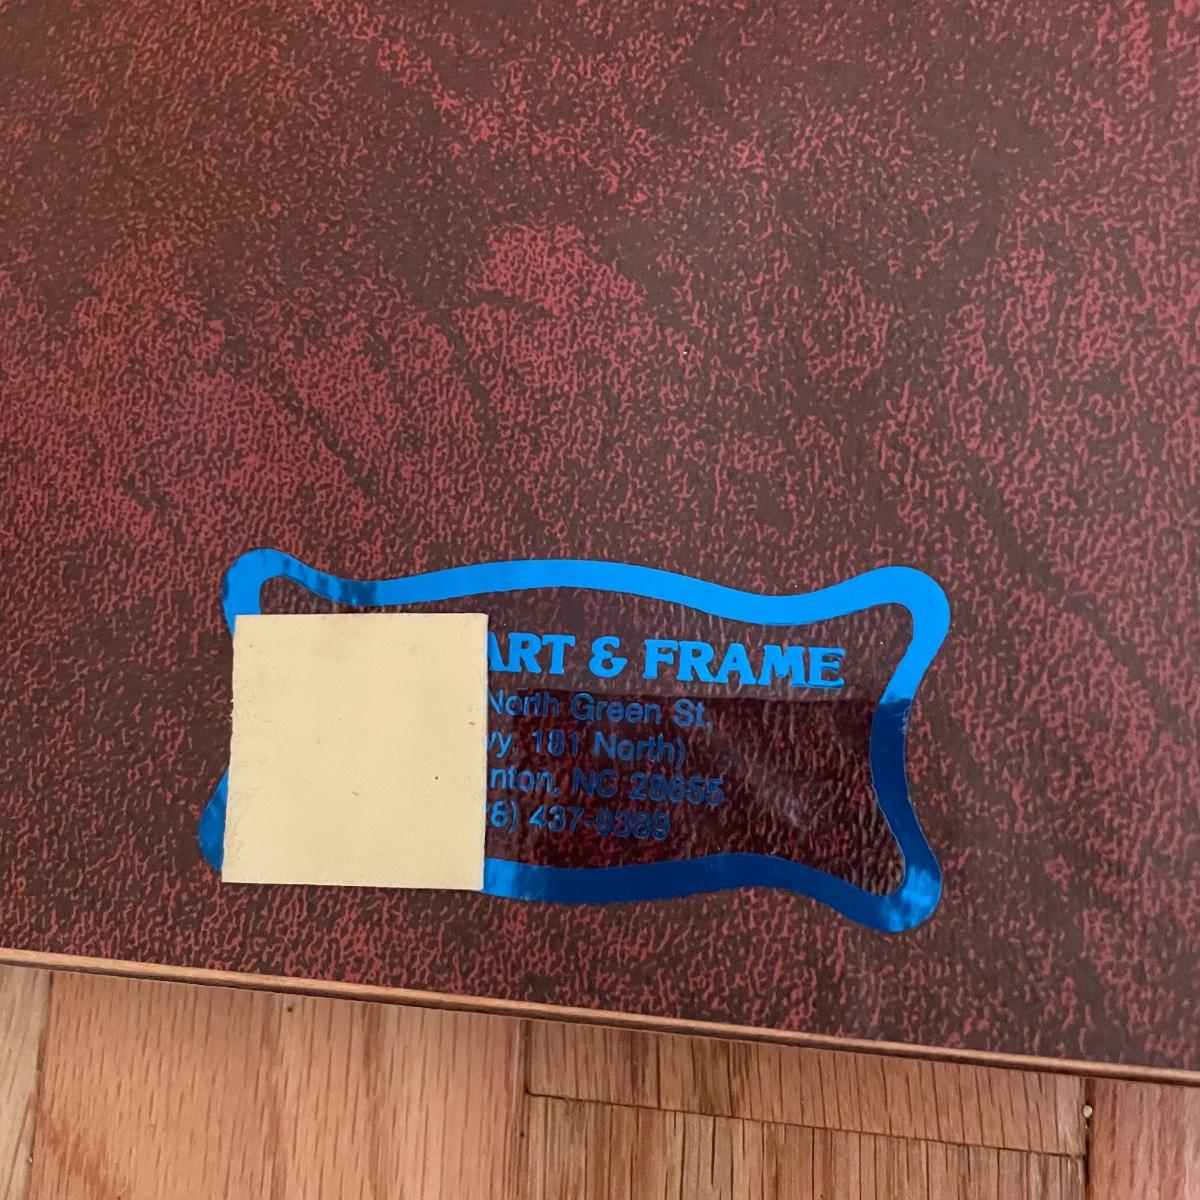 ART & FRAME
North Green St,
vy. 181 North)
nton, NC 28655
8) 437-9389